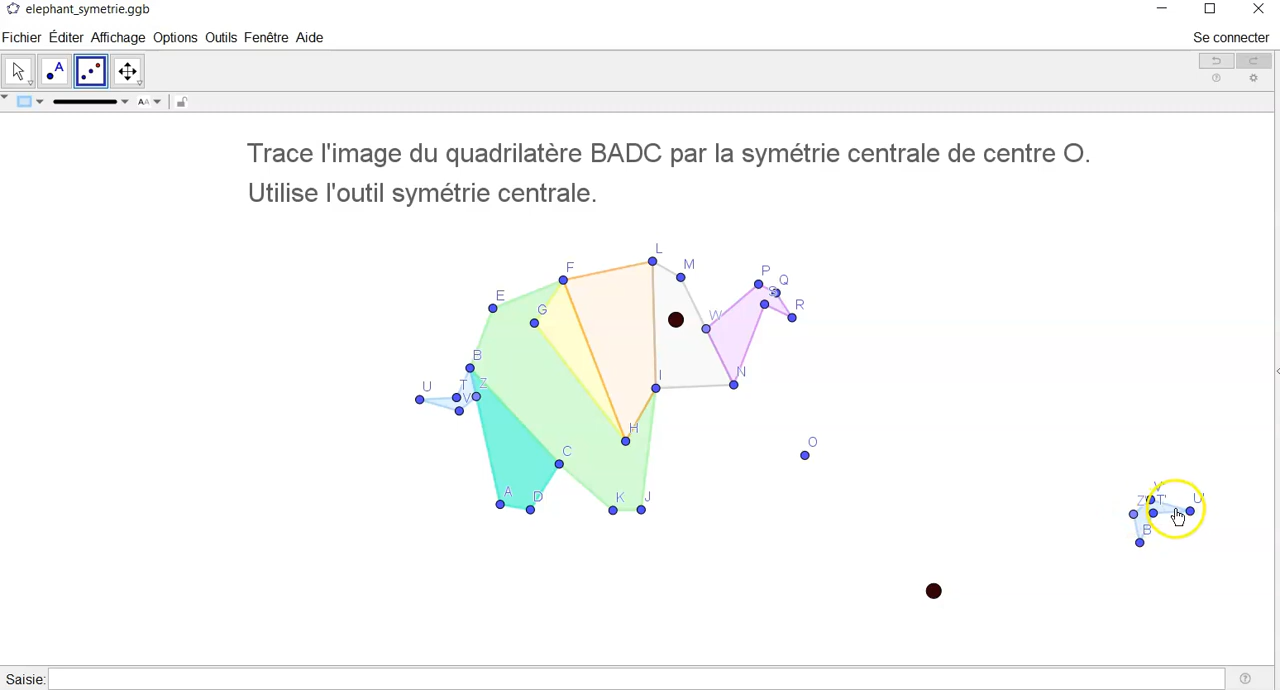 elephant_symetrie.ggb
Fichier Éditer Affichage Options Outils Fenêtre Aide
Se connecter
A
AA
Trace l'image du quadrilatère BADC par la symétrie centrale de centre O.
Utilise l'outil symétrie centrale.
L
M
F
P
Q
S
E
R
G
W
B
I
N
U
T
Z
V
H
O
C
A
D
K
J
V'
Z'
T'
U'
B
Saisie: